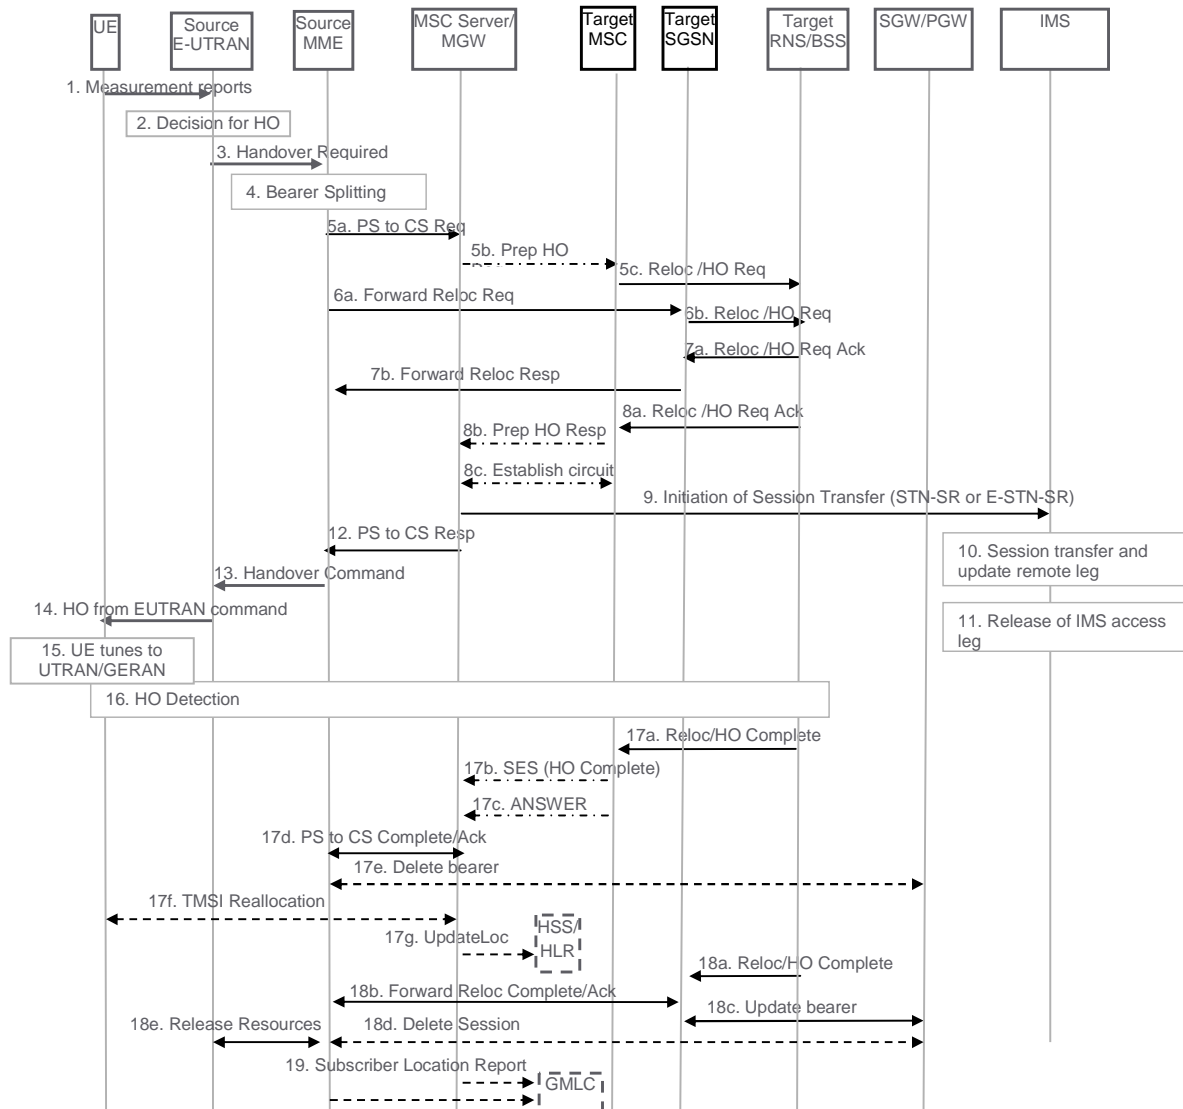 UE
Source
E-UTRAN
Source
MME
MSC Server/
MGW
Target
MSC
Target
SGSN
Target
RNS/BSS
SGW/PGW
IMS
1. Measurement reports
2. Decision for HO
3. Handover Required
4. Bearer Splitting
5a. PS to CS Req
5b. Prep HO
5c. Reloc /HO Req
6a. Forward Reloc Req
6b. Reloc /HO Req
7a. Reloc /HO Req Ack
7b. Forward Reloc Resp
8a. Reloc /HO Req Ack
8b. Prep HO Resp
8c. Establish circuit
9. Initiation of Session Transfer (STN-SR or E-STN-SR)
12. PS to CS Resp
10. Session transfer and
update remote leg
13. Handover Command
14. HO from EUTRAN command
11. Release of IMS access
leg
15. UE tunes to
UTRAN/GERAN
16. HO Detection
17a. Reloc/HO Complete
17b. SES (HO Complete)
17c. ANSWER
17d. PS to CS Complete/Ack
17e. Delete bearer
17f. TMSI Reallocation
17g. UpdateLoc
HSS/
HLR
18a. Reloc/HO Complete
18b. Forward Reloc Complete/Ack
18c. Update bearer
18e. Release Resources
18d. Delete Session
19. Subscriber Location Report
GMLC